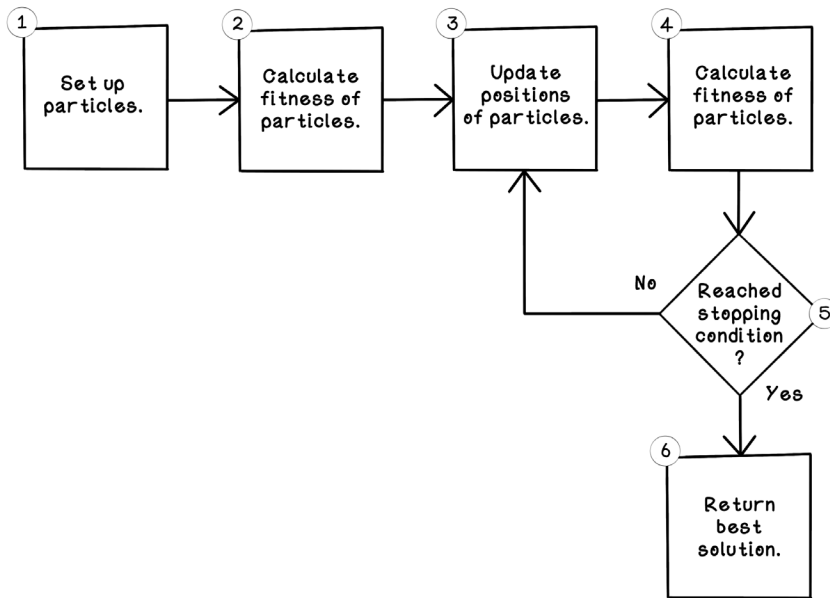 1
Set up
particles.
2
Calculate
fitness of
particles.
3
Update
positions
of particles.
4
Calculate
fitness of
particles.
5
Reached
stopping
condition
?
No
Yes
6
Return
best
solution.